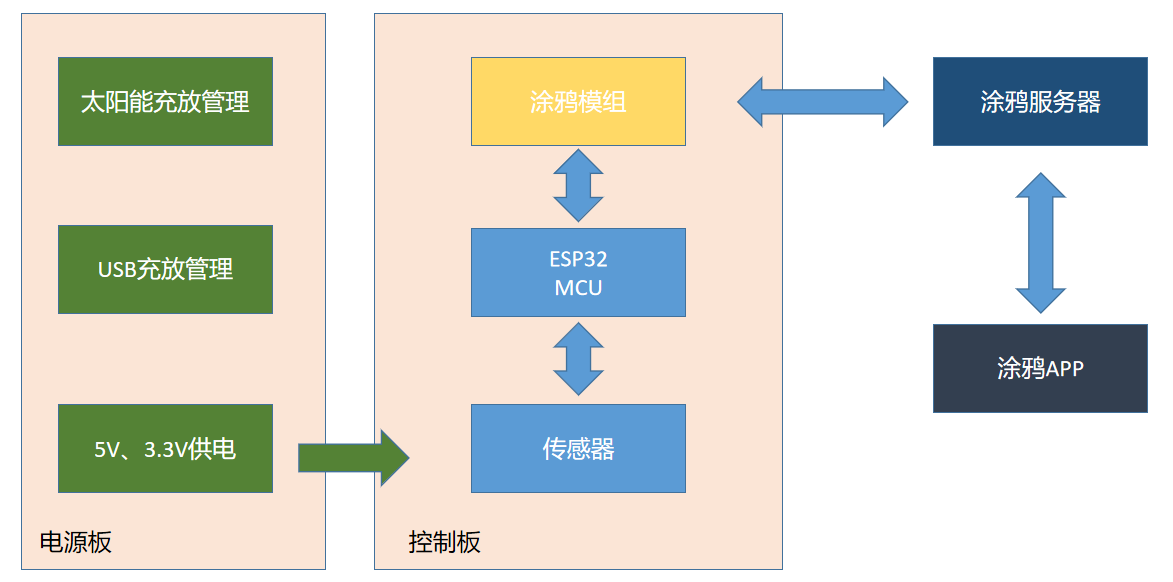 太阳能充放管理
USB充放管理
5V、3.3V供电
电源板
涂鸦模组
ESP32
MCU
传感器
控制板
涂鸦服务器
涂鸦APP